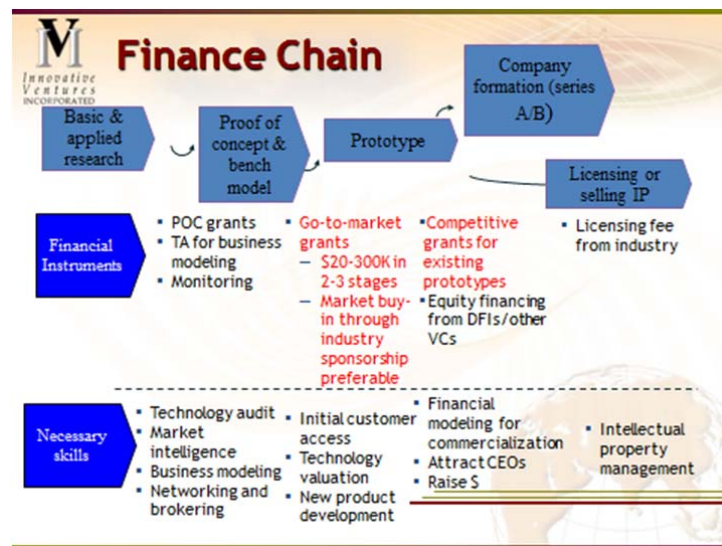 VI
Innovative
Ventures
INCORPORATED
Finance Chain
Basic &
applied
research
Proof of
concept &
bench
model
Prototype
Company
formation (series
A/B)
Licensing or
selling IP
Financial
Instruments
▪ POC grants
▪ TA for business
modeling
▪ Monitoring
▪ Go-to-market
grants
– $20-300K in
2-3 stages
– Market buy-
in through
industry
sponsorship
preferable
▪ Competitive
grants for
existing
prototypes
▪ Equity financing
from DFIs/other
VCs
▪ Licensing fee
from industry
Necessary
skills
▪ Technology audit
▪ Market
intelligence
▪ Business modeling
▪ Networking and
brokering
▪ Initial customer
access
▪ Technology
valuation
▪ New product
development
▪ Financial
modeling for
commercialization
▪ Attract CEOs
▪ Raise $
▪ Intellectual
property
management